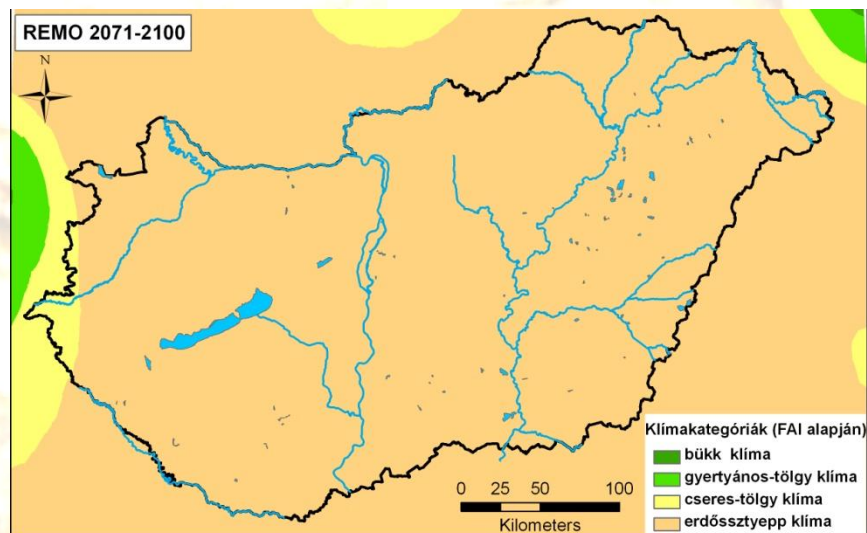 REMO 2071-2100
N
Klímakategóriák (FAI alapján)
bükk klíma
gyertyános-tölgy klíma
cseres-tölgy klíma
erdőssztyepp klíma
0 25 50 100
Kilometers